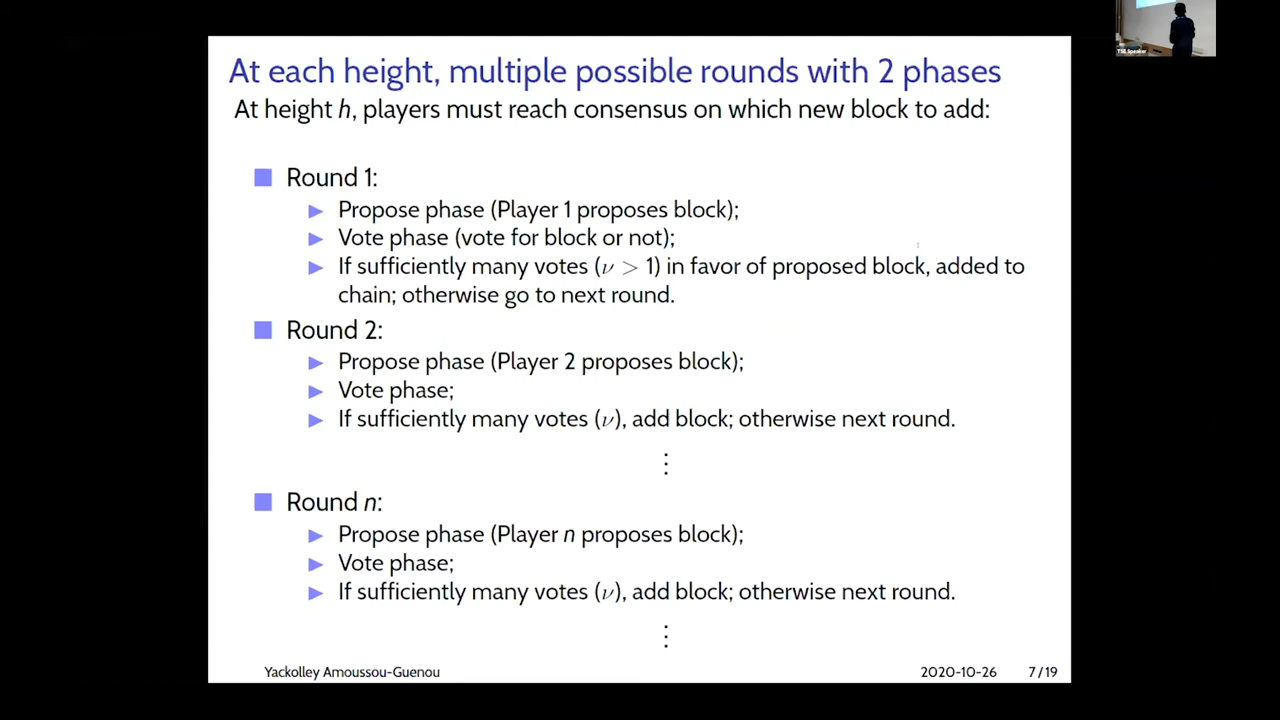 TSE Speaker
At each height, multiple possible rounds with 2 phases
At height h, players must reach consensus on which new block to add:
Round 1:
Propose phase (Player 1 proposes block);
Vote phase (vote for block or not);
If sufficiently many votes (ν > 1) in favor of proposed block, added to
chain; otherwise go to next round.
Round 2:
Propose phase (Player 2 proposes block);
Vote phase;
If sufficiently many votes (ν), add block; otherwise next round.
⋮
Round n:
Propose phase (Player n proposes block);
Vote phase;
If sufficiently many votes (ν), add block; otherwise next round.
⋮
Yackolley Amoussou-Guenou 2020-10-26 7/19